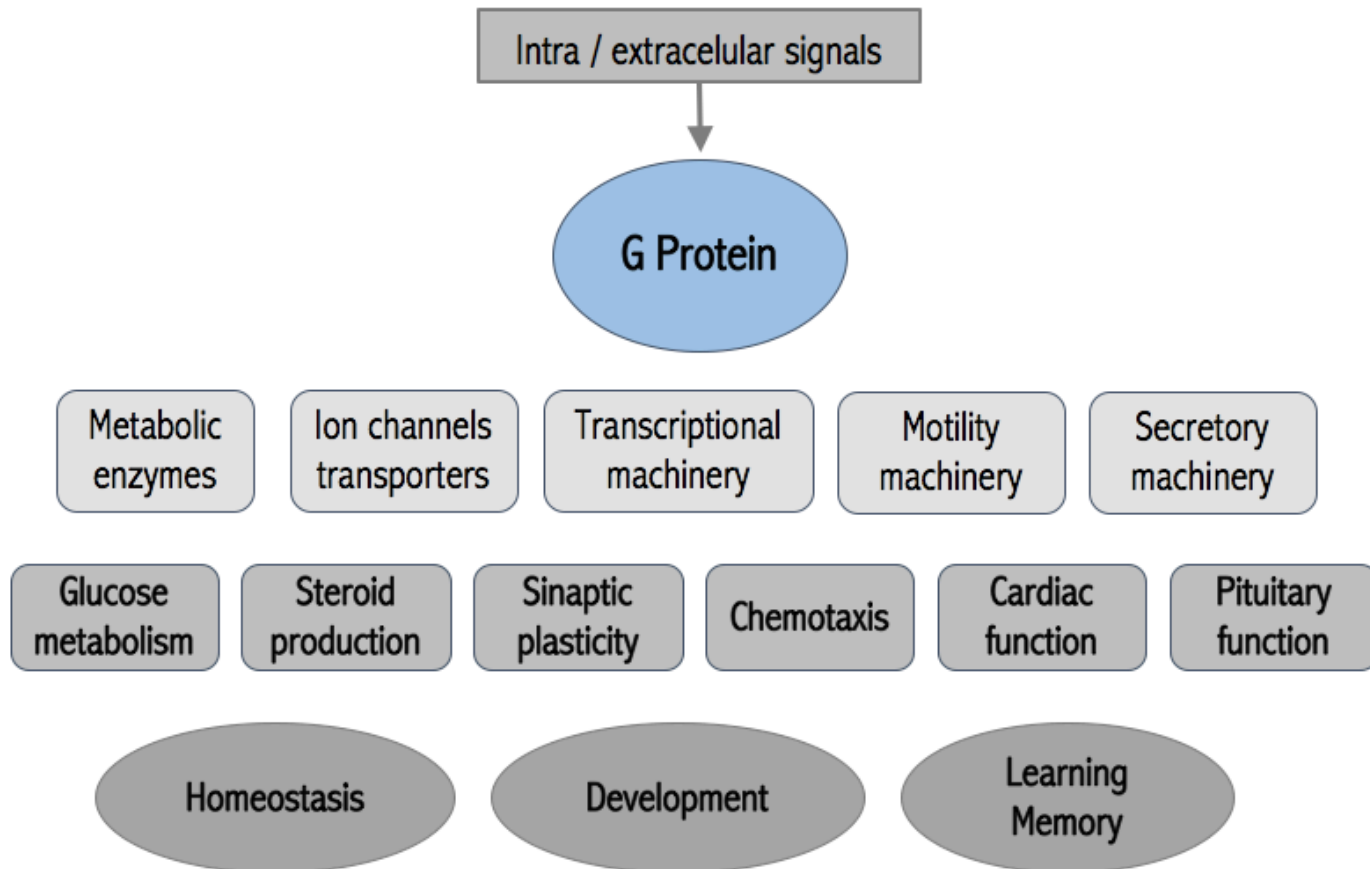 Intra / extracelular signals
G Protein
Metabolic
enzymes
Ion channels
transporters
Transcriptional
machinery
Motility
machinery
Secretory
machinery
Glucose
metabolism
Steroid
production
Sinaptic
plasticity
Chemotaxis
Cardiac
function
Pituitary
function
Homeostasis
Development
Learning
Memory